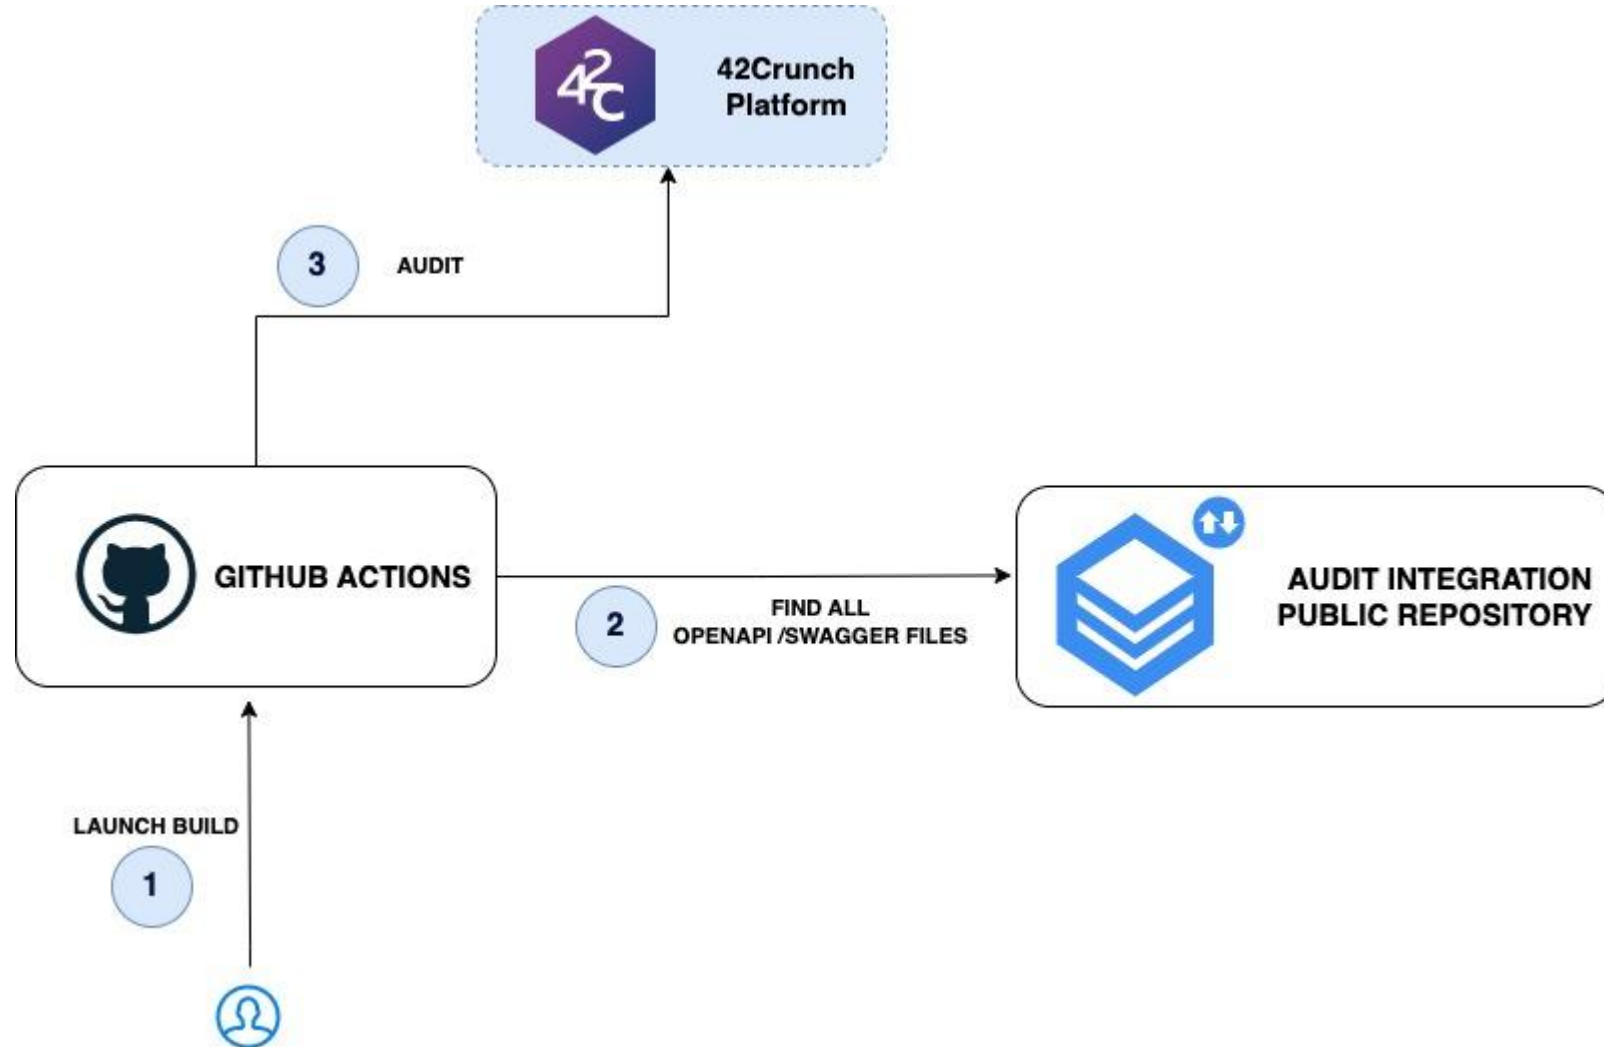 42C
42Crunch
Platform
3
AUDIT
GITHUB ACTIONS
2
FIND ALL
OPENAPI /SWAGGER FILES
AUDIT INTEGRATION
PUBLIC REPOSITORY
LAUNCH BUILD
1